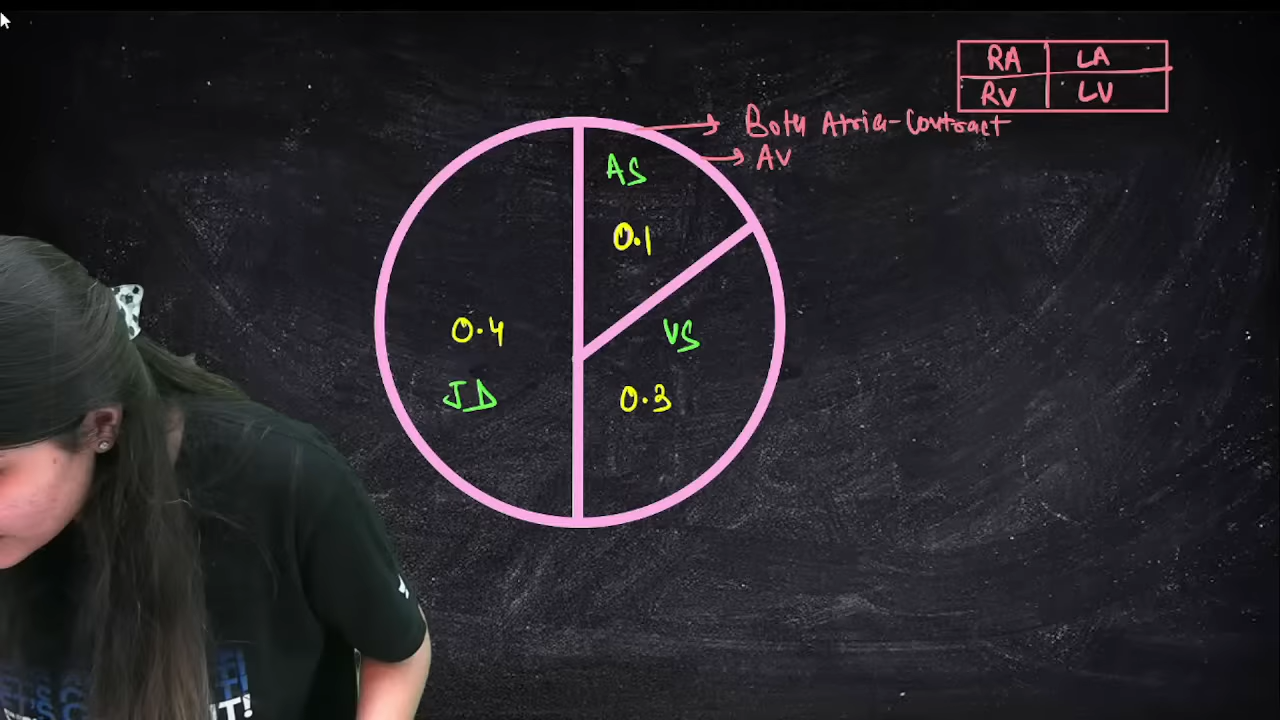 RA LA
RV LV
Both Atria-Contract
AV
AS
0.1
VS
0.3
0.4
JD